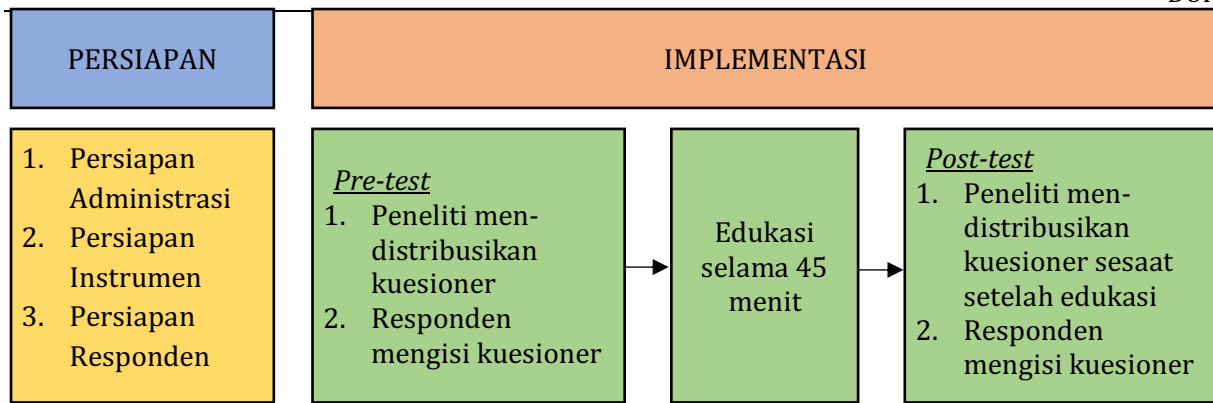 PERSIAPAN
IMPLEMENTASI
1. Persiapan
Administrasi
2. Persiapan
Instrumen
3. Persiapan
Responden
Pre-test
1. Peneliti men-
distribusikan
kuesioner
2. Responden
mengisi kuesioner
Edukasi
selama 45
menit
Post-test
1. Peneliti men-
distribusikan
kuesioner sesaat
setelah edukasi
2. Responden
mengisi kuesioner